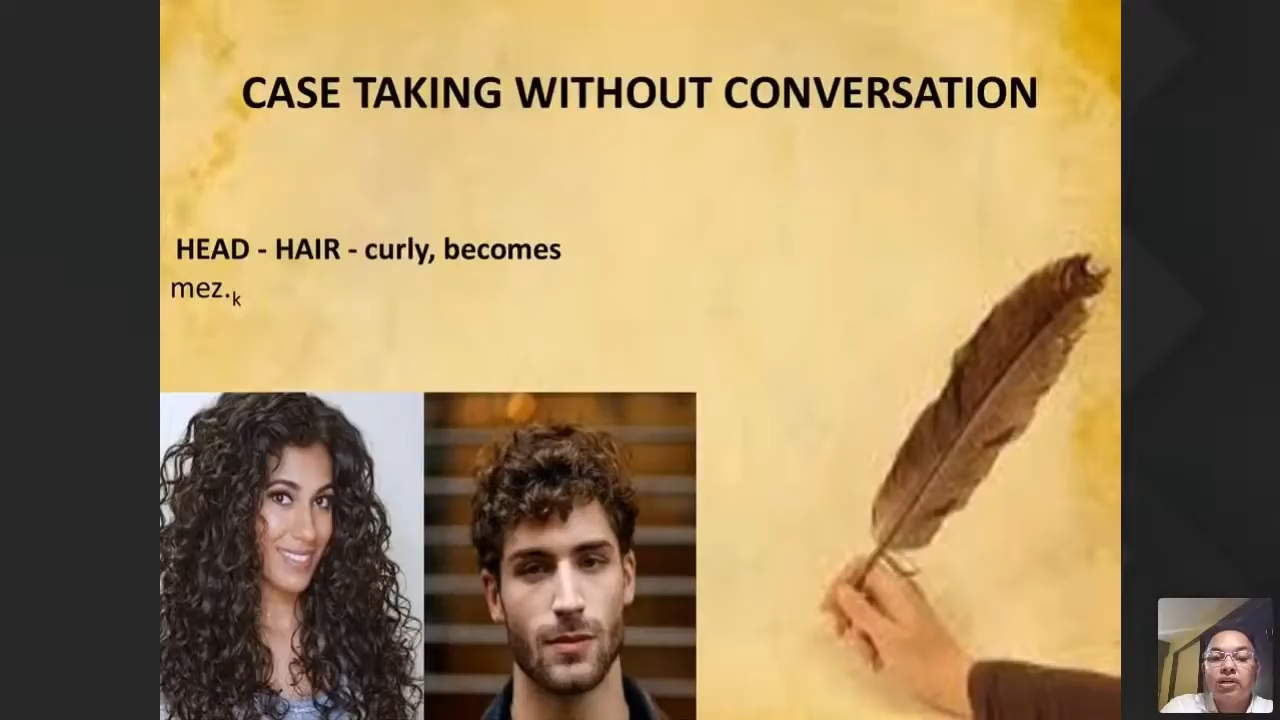 CASE TAKING WITHOUT CONVERSATION
HEAD - HAIR - curly, becomes
mez.k